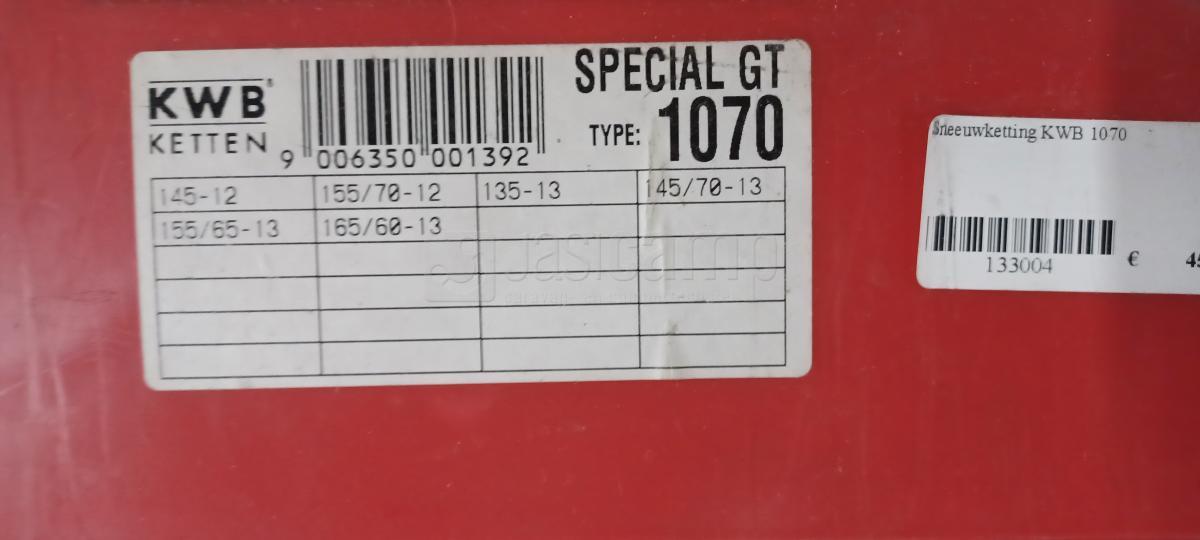 KWB
KETTEN
9 006350 001392
SPECIAL GT
TYPE: 1070
145-12 155/70-12 135-13 145/70-13
155/65-13 165/60-13
Sneeuwketting KWB 1070
133004
€